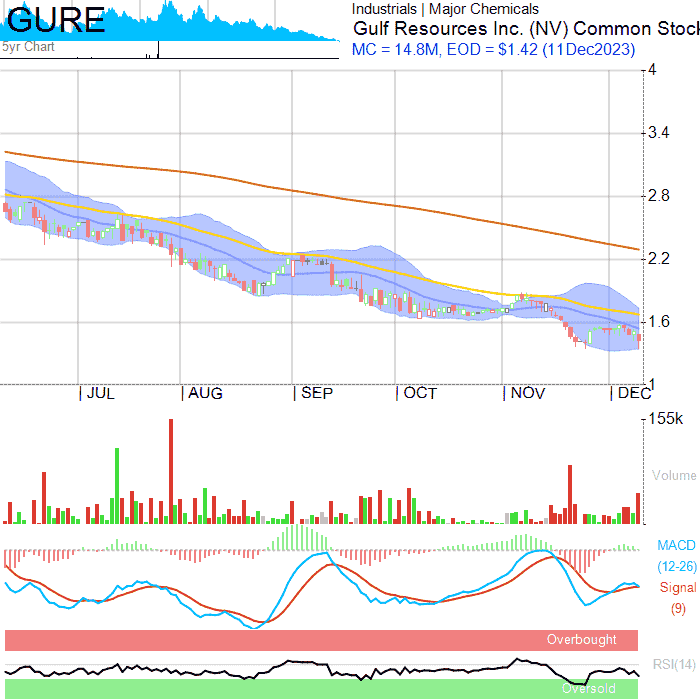 GURE
5yr Chart
Industrials | Major Chemicals
Gulf Resources Inc. (NV) Common Stock
MC = 14.8M, EOD = $1.42 (11Dec2023)
4
3.4
2.8
2.2
1.6
1
| JUL | AUG | SEP | OCT | NOV | DEC
155k
Volume
MACD
(12-26)
Signal
(9)
Overbought
RSI(14)
Oversold